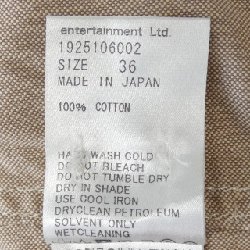 entertainment Ltd.
1925106002
SIZE 36
MADE IN JAPAN
100% COTTON
HAND WASH COLD
DO NOT BLEACH
DO NOT TUMBLE DRY
DRY IN SHADE
USE COOL IRON
DRYCLEAN PETROLEUM
SOLVENT ONLY
WETCLEANING